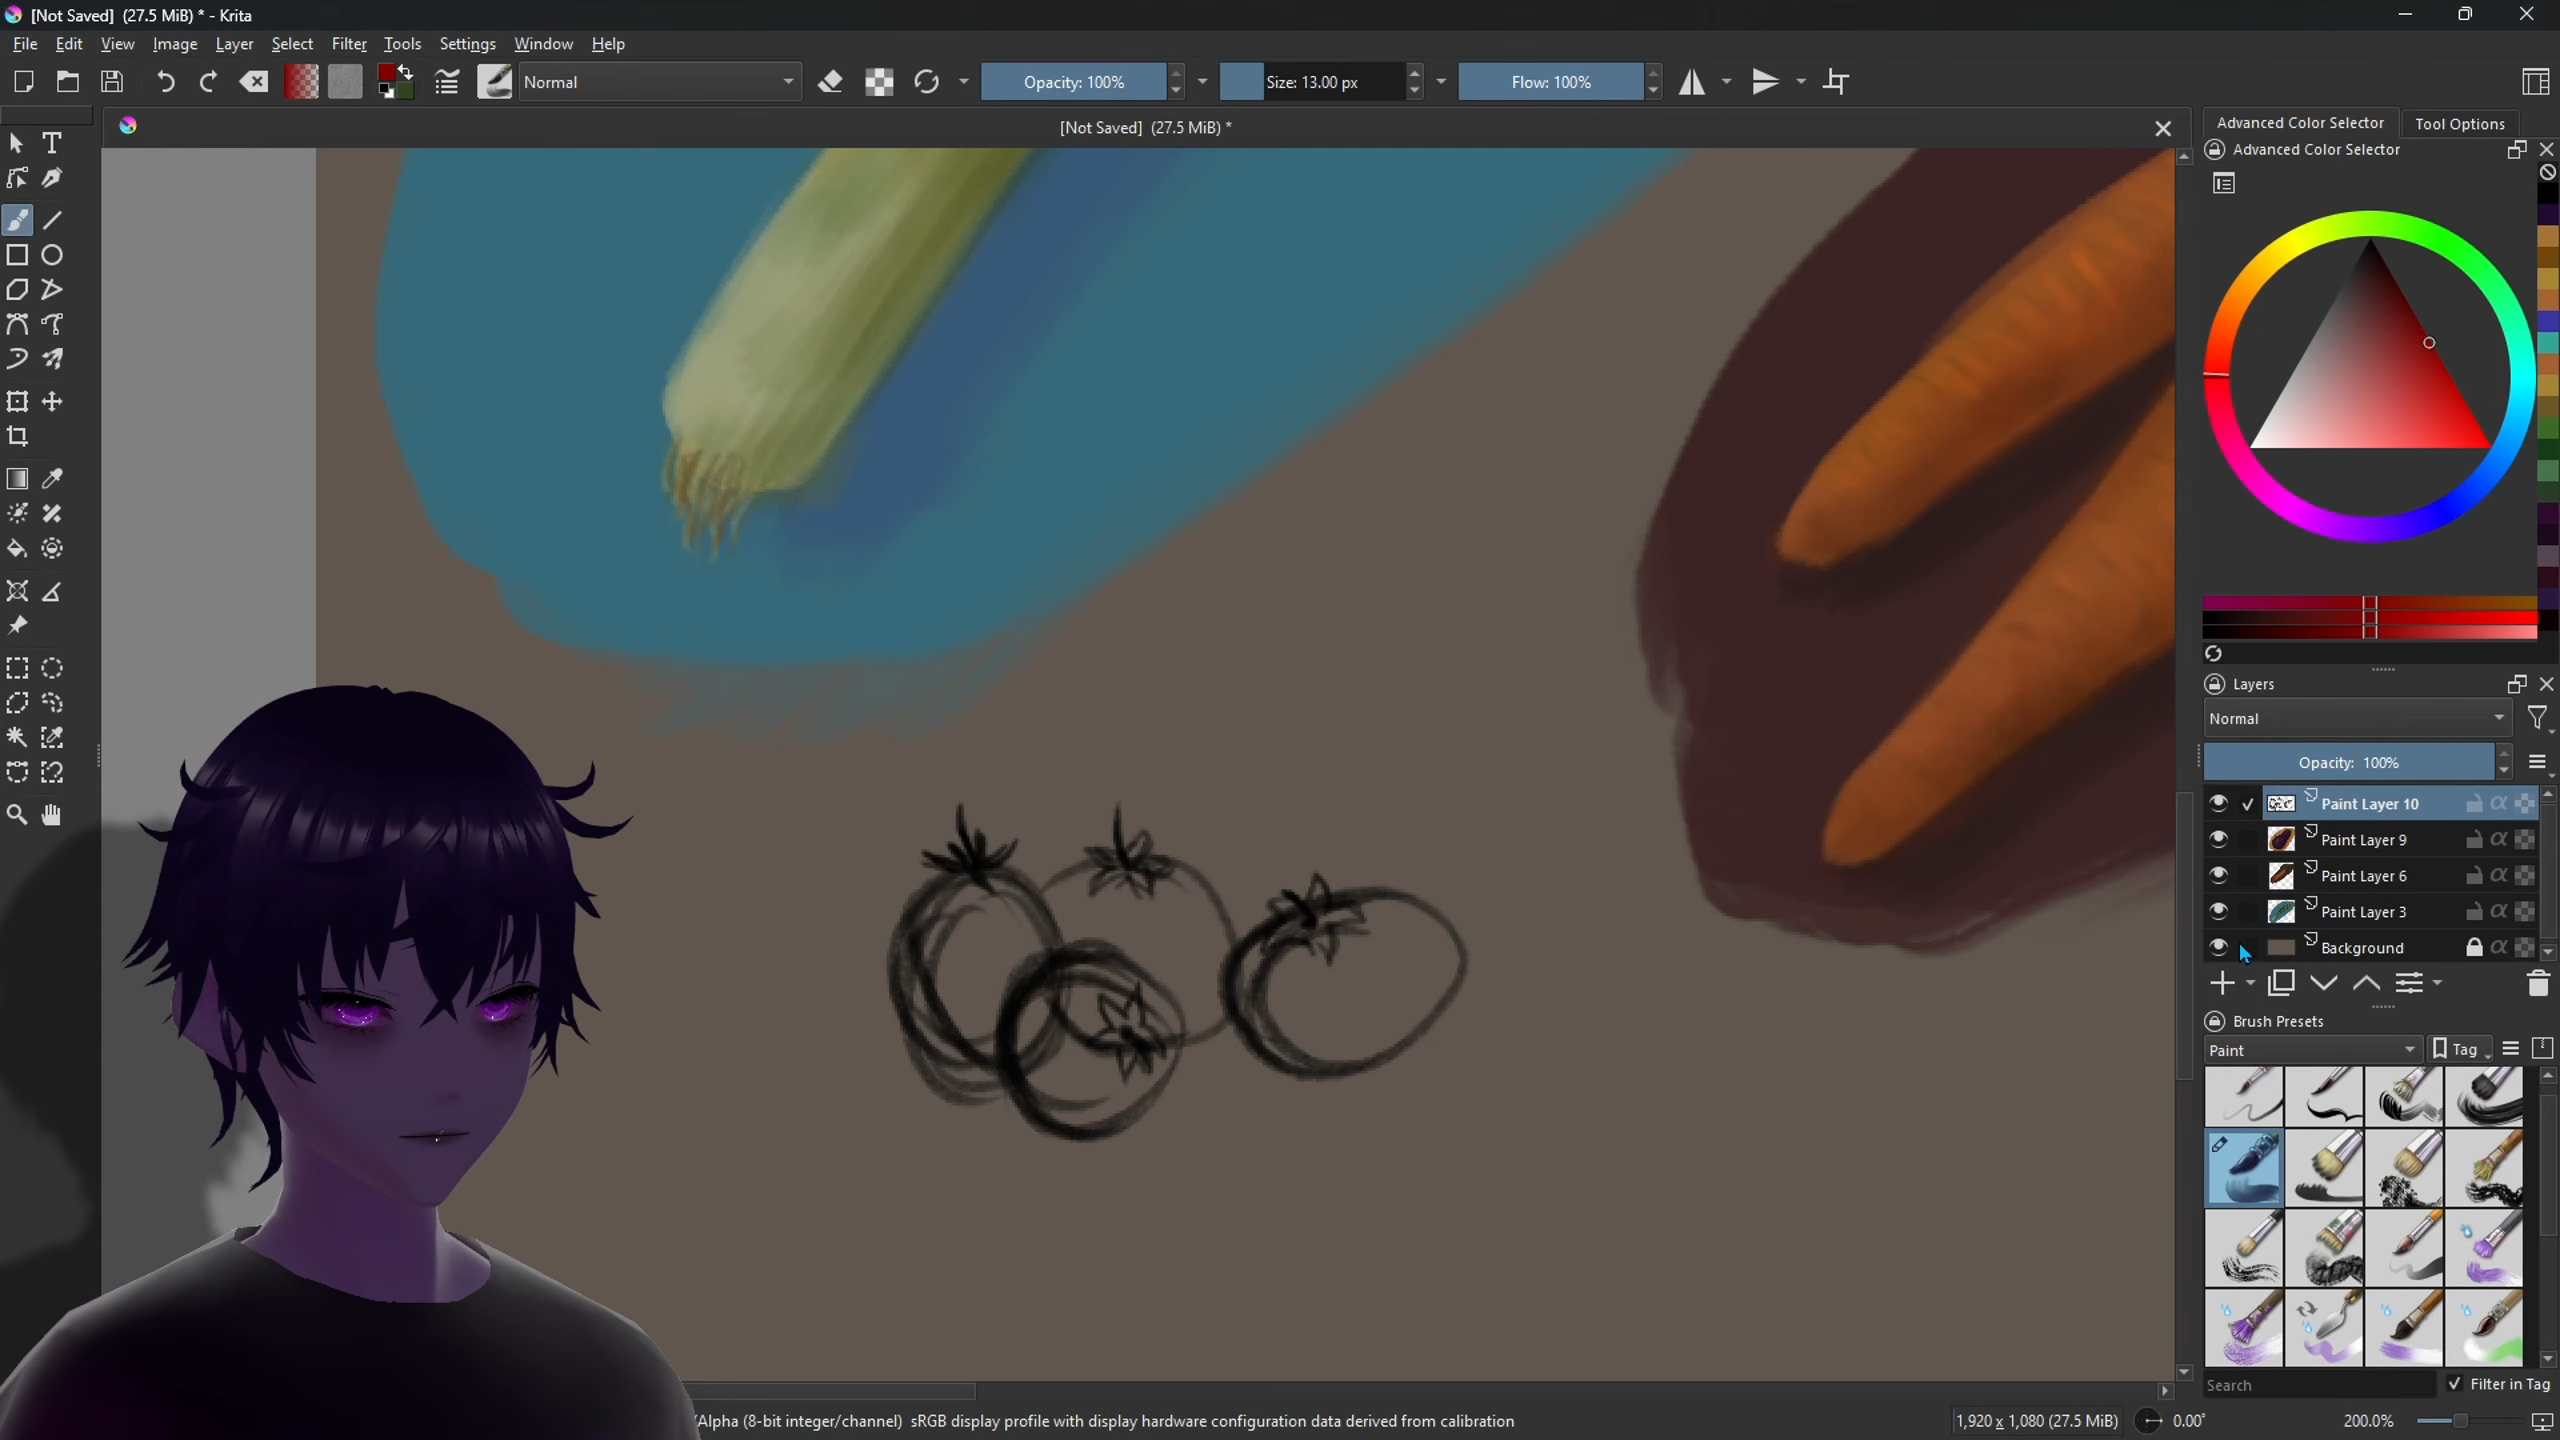 [Not Saved] (27.5 MiB) * - Krita
File Edit View Image Layer Select Filter Tools Settings Window Help
Normal
Opacity: 100%
Size: 13.00 px
Flow: 100%
[Not Saved] (27.5 MiB) *
Advanced Color Selector
Tool Options
Advanced Color Selector
Layers
Normal
Opacity: 100%
Paint Layer 10
Paint Layer 9
Paint Layer 6
Paint Layer 3
Background
Brush Presets
Paint
Tag
Search
Filter in Tag
/Alpha (8-bit integer/channel) sRGB display profile with display hardware configuration data derived from calibration
1,920 x 1,080 (27.5 MiB)
0.00°
200.0%